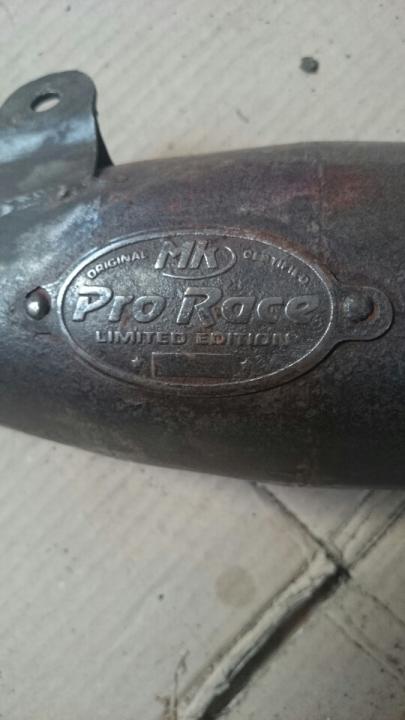 MK
ORIGINAL CERTIFIED
Pro Race
LIMITED EDITION